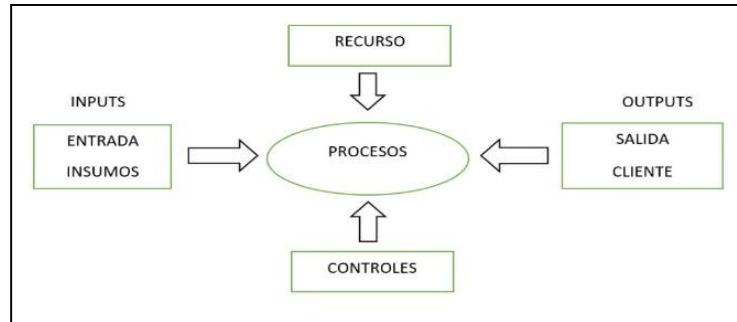 RECURSO
INPUTS
OUTPUTS
ENTRADA
INSUMOS
PROCESOS
SALIDA
CLIENTE
CONTROLES